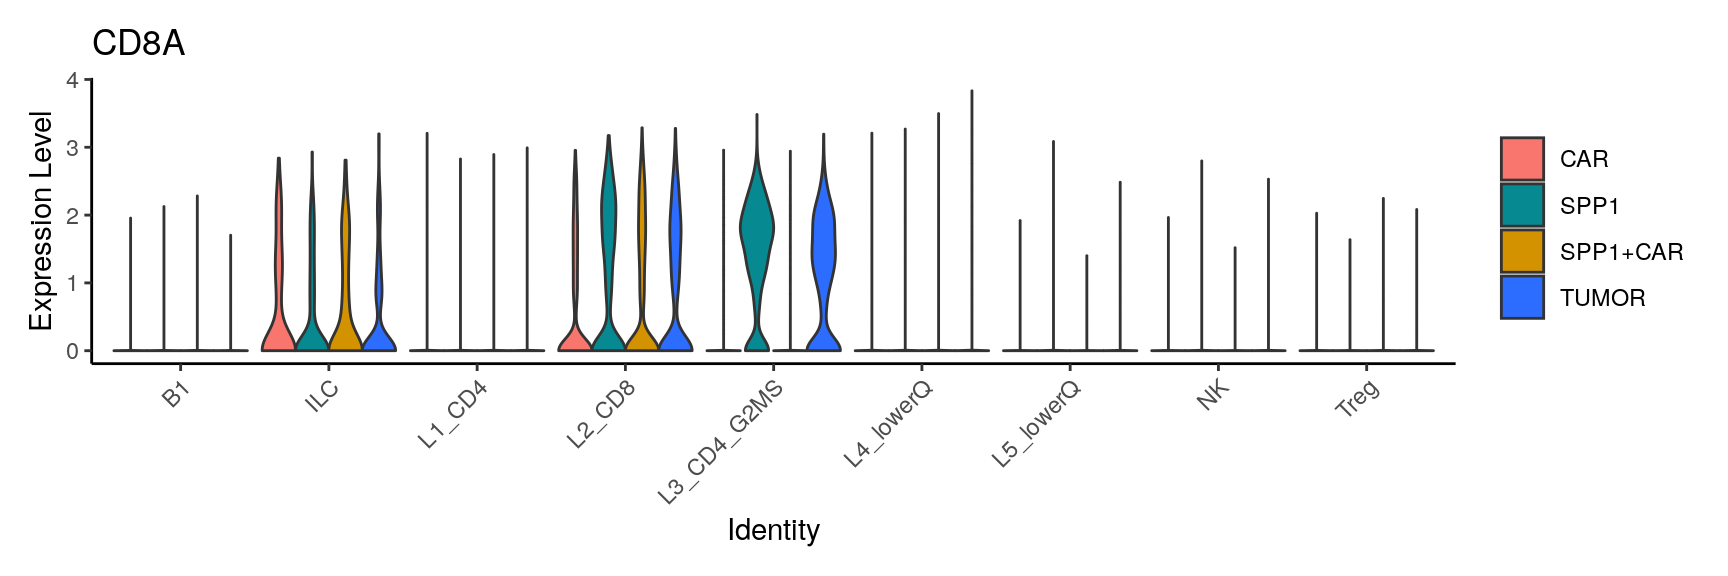 CD8A
Expression Level
4
3
2
1
0
B1
ILC
L1_CD4
L2_CD8
L3_CD4_G2MS
L4_lowerQ
L5_lowerQ
NK
Treg
Identity
CAR
SPP1
SPP1+CAR
TUMOR